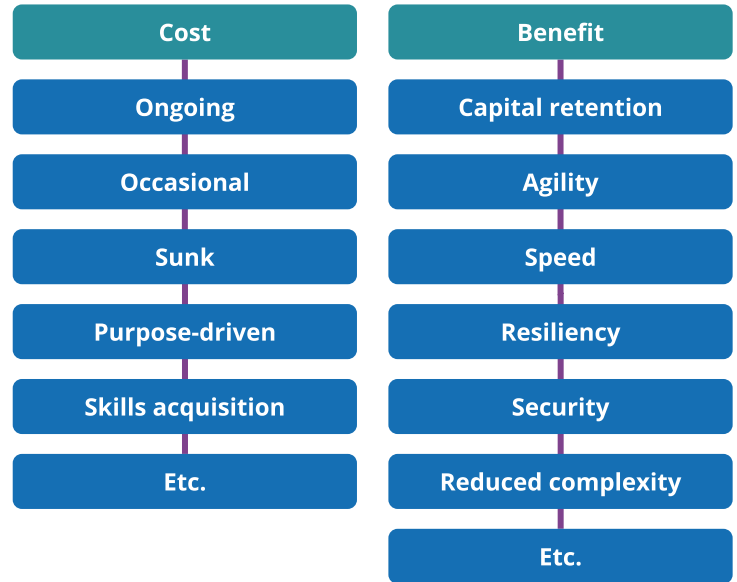 Cost
Ongoing
Occasional
Sunk
Purpose-driven
Skills acquisition
Etc.
Benefit
Capital retention
Agility
Speed
Resiliency
Security
Reduced complexity
Etc.